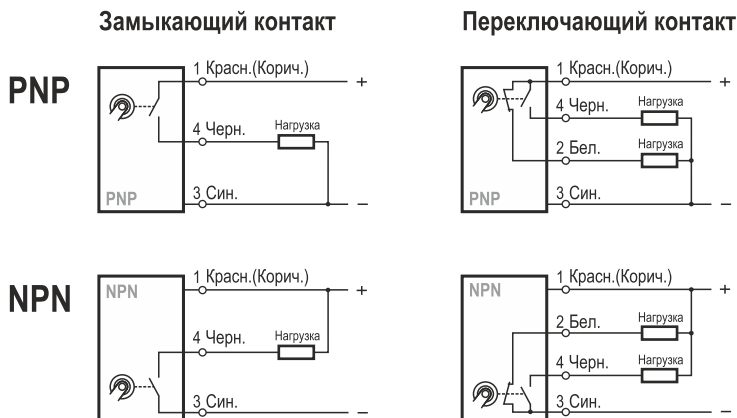 Замыкающий контакт
Переключающий контакт
PNP
1 Красн.(Корич.)
+
4 Черн.
Нагрузка
PNP
3 Син.
−
1 Красн.(Корич.)
+
4 Черн.
Нагрузка
2 Бел.
Нагрузка
PNP
3 Син.
−
NPN
NPN
1 Красн.(Корич.)
+
4 Черн.
Нагрузка
3 Син.
−
NPN
1 Красн.(Корич.)
+
2 Бел.
Нагрузка
4 Черн.
Нагрузка
3 Син.
−